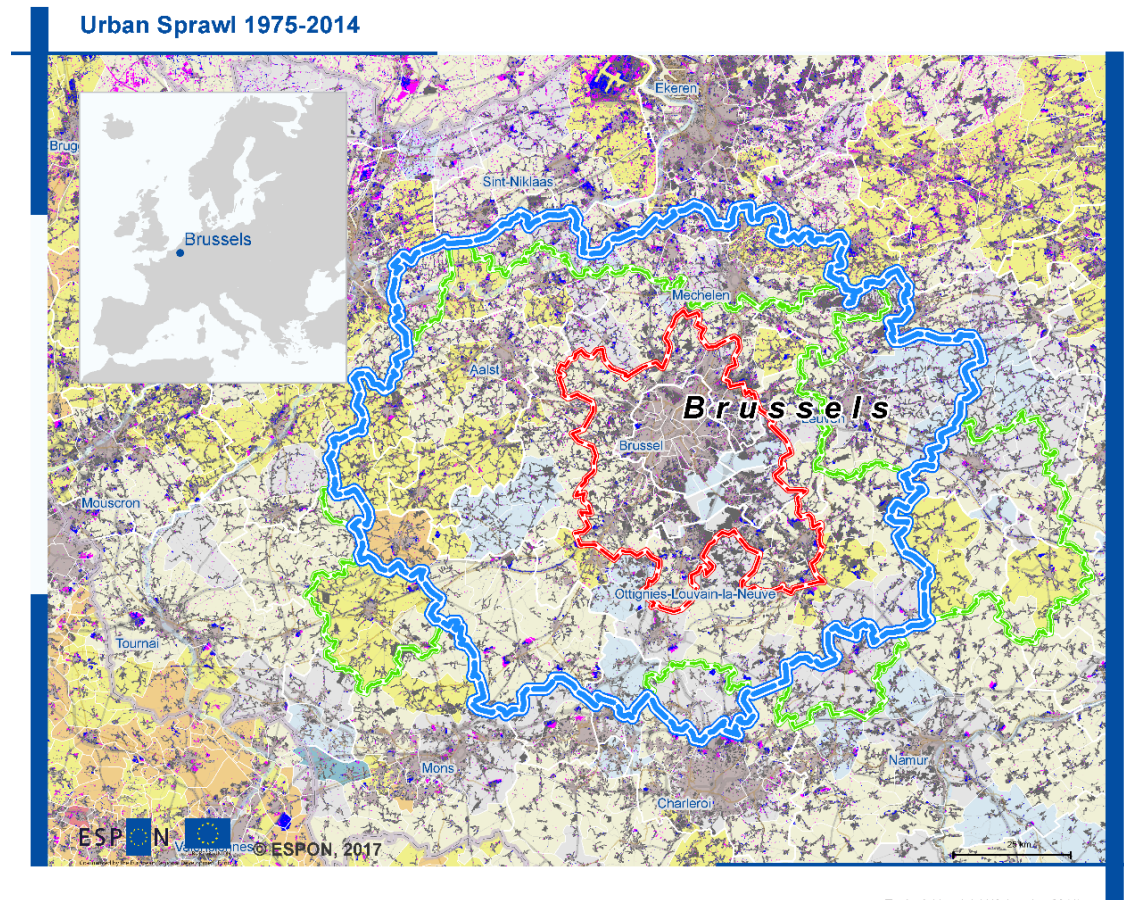 Urban Sprawl 1975-2014
Ekeren
Brug
Sint-Niklaas
Brussels
Mechelen
Aalst
Brussels
Leuven
Brussel
Mouscron
Ottignies-Louvain-la-Neuve
Tournai
Namur
Mons
Charleroi
ESPON
© ESPON, 2017
25 km